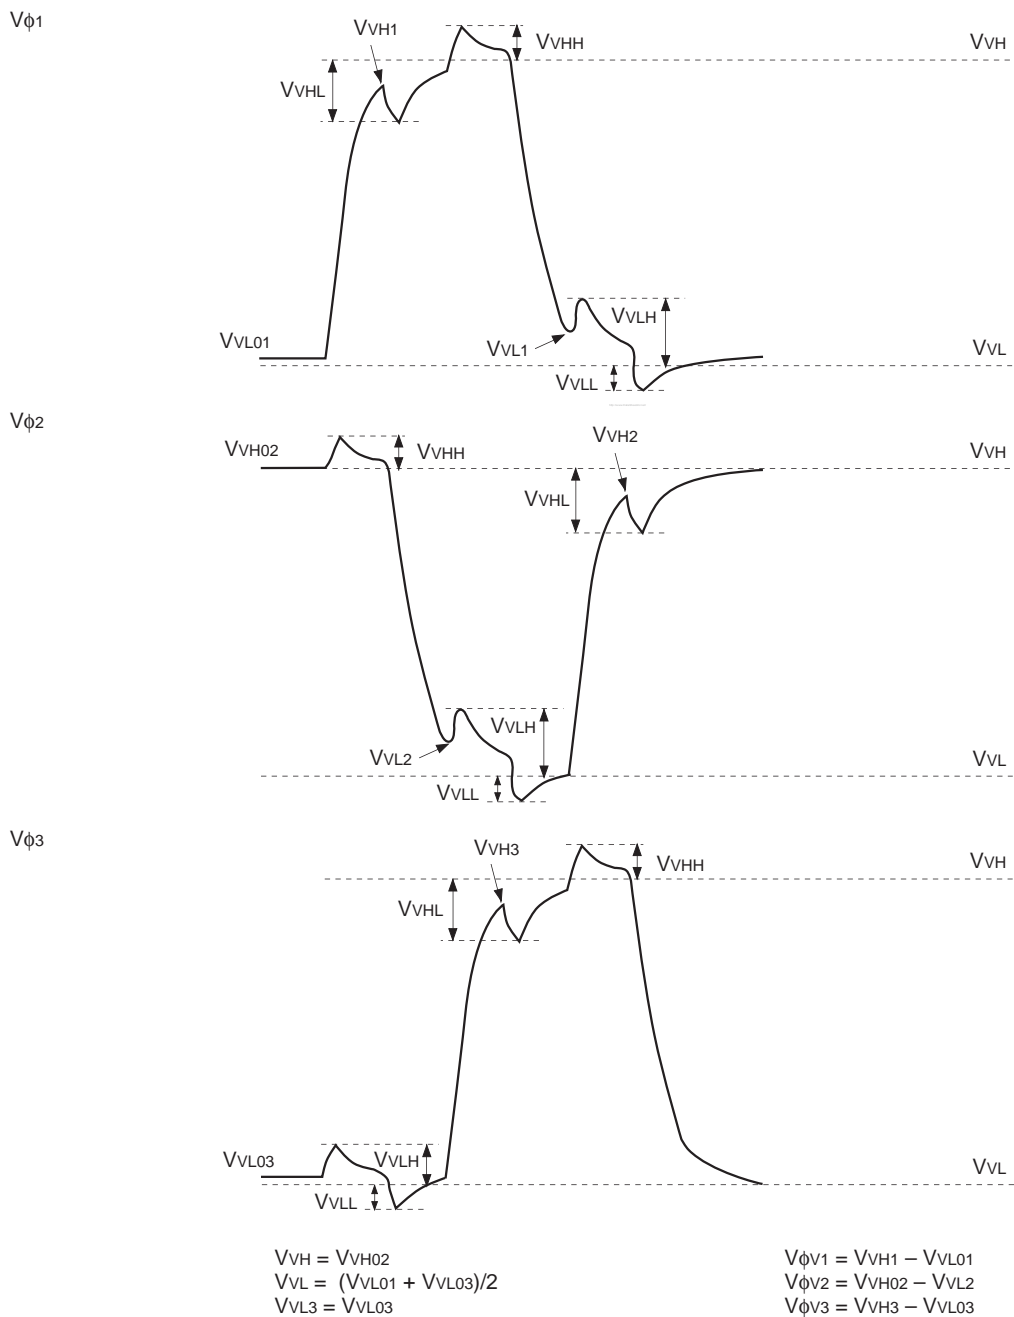 Vϕ1
VVH1
VVHH
VVH
VVHL
VVL01
VVL1
VVLH
VVL
VVLL
Vϕ2
VVH02
VVHH
VVH2
VVH
VVHL
VVL2
VVLH
VVL
VVLL
Vϕ3
VVH3
VVHH
VVH
VVHL
VVL03
VVLH
VVL
VVLL
VVH = VVH02
VVL = (VVL01 + VVL03)/2
VVL3 = VVL03
VϕV1 = VVH1 – VVL01
VϕV2 = VVH02 – VVL2
VϕV3 = VVH3 – VVL03